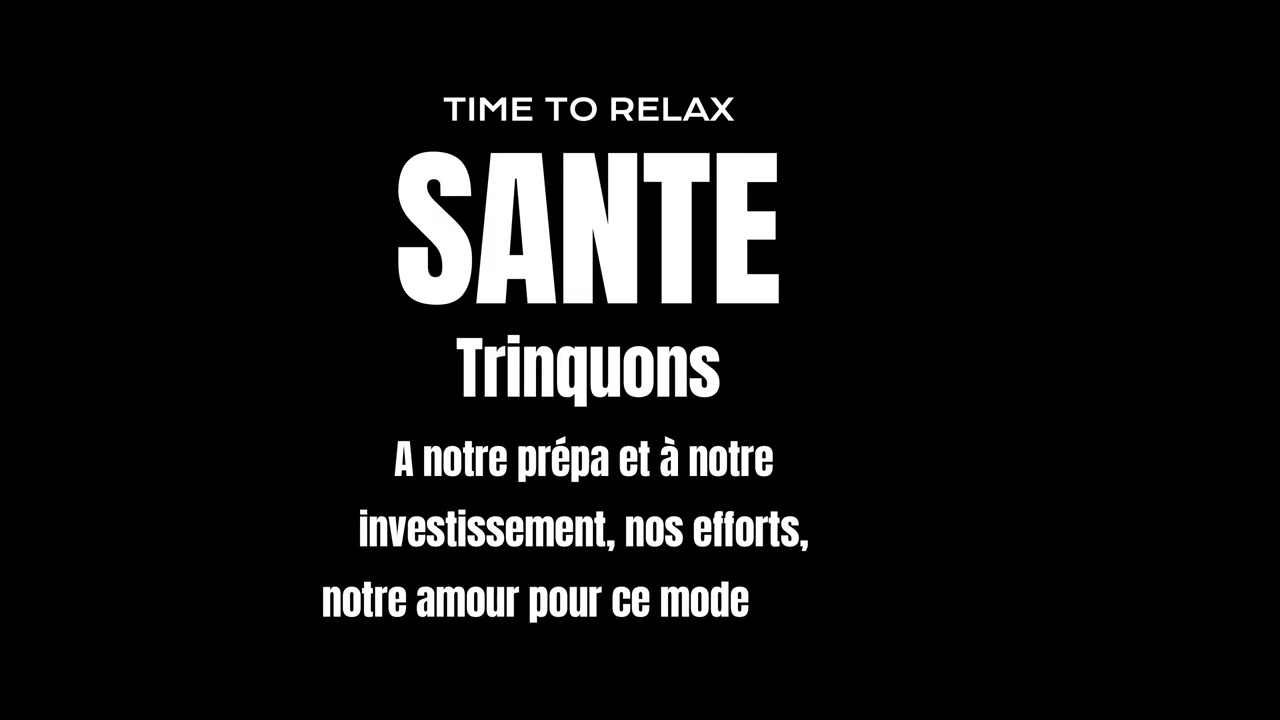 TIME TO RELAX
SANTE
Trinquons
A notre prépa et à notre
investissement, nos efforts,
notre amour pour ce mode